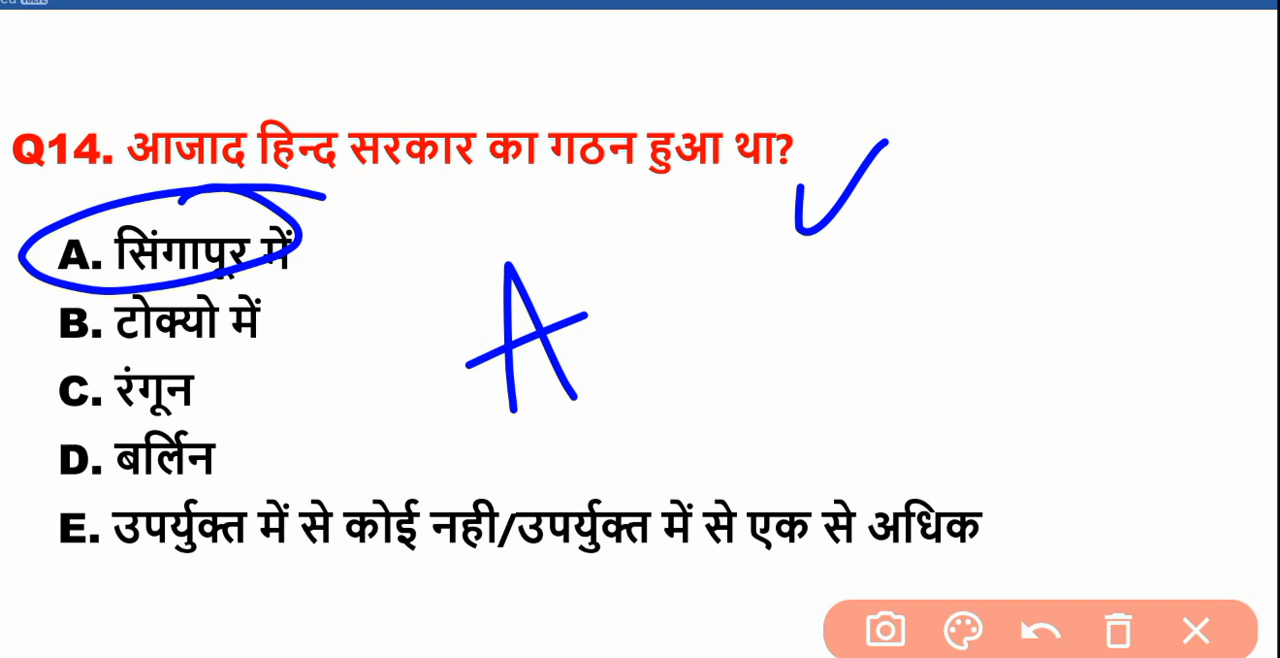 Q14. आजाद हिन्द सरकार का गठन हुआ था?
A. सिंगापूर में
A
B. टोक्यो में
C. रंगून
D. बर्लिन
E. उपर्युक्त में से कोई नही/उपर्युक्त में से एक से अधिक